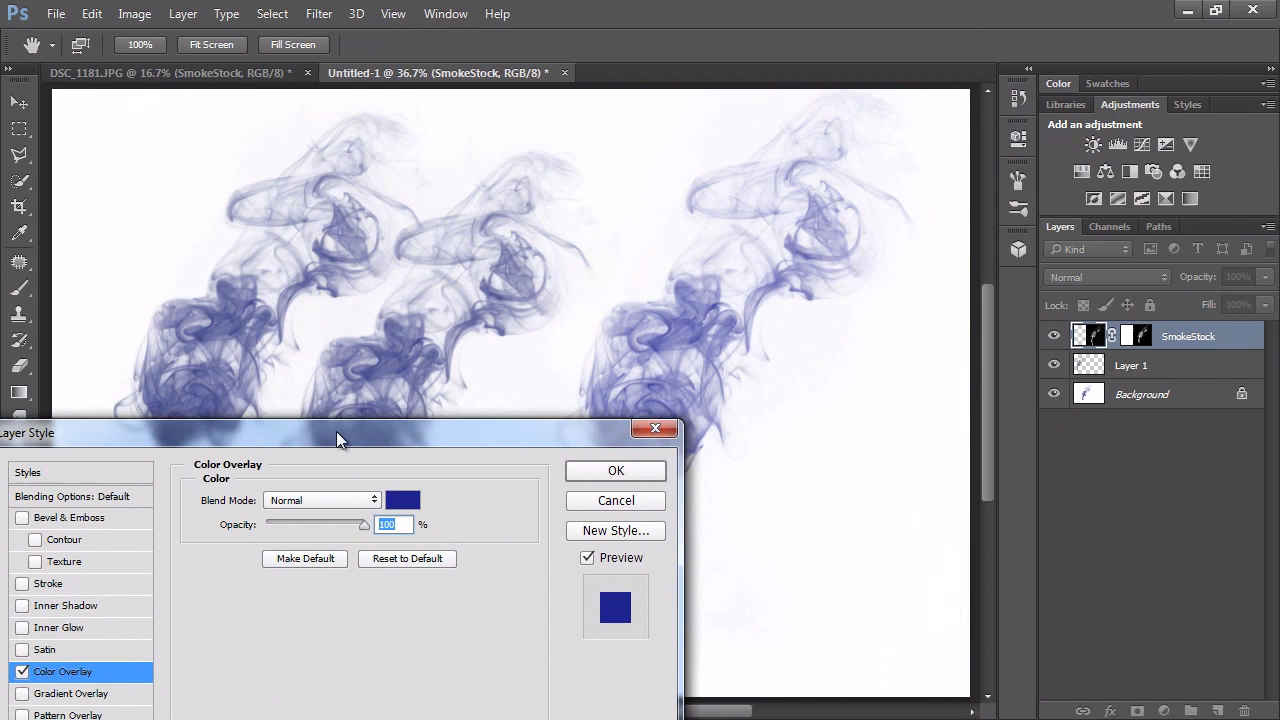 Ps File Edit Image Layer Type Select Filter 3D View Window Help
100% Fit Screen Fill Screen
DSC_1181.JPG @ 16.7% (SmokeStock, RGB/8) * × Untitled-1 @ 36.7% (SmokeStock, RGB/8) * ×
Color Swatches
Libraries Adjustments Styles
Add an adjustment
Layers Channels Paths
Kind T
Normal Opacity: 100%
Lock: Fill: 100%
SmokeStock
Layer 1
Background
Layer Style
Styles
Blending Options: Default
Bevel & Emboss
Contour
Texture
Stroke
Inner Shadow
Inner Glow
Satin
Color Overlay
Gradient Overlay
Pattern Overlay
Color Overlay
Color
Blend Mode: Normal
Opacity: 100 %
Make Default Reset to Default
OK
Cancel
New Style...
Preview
fx